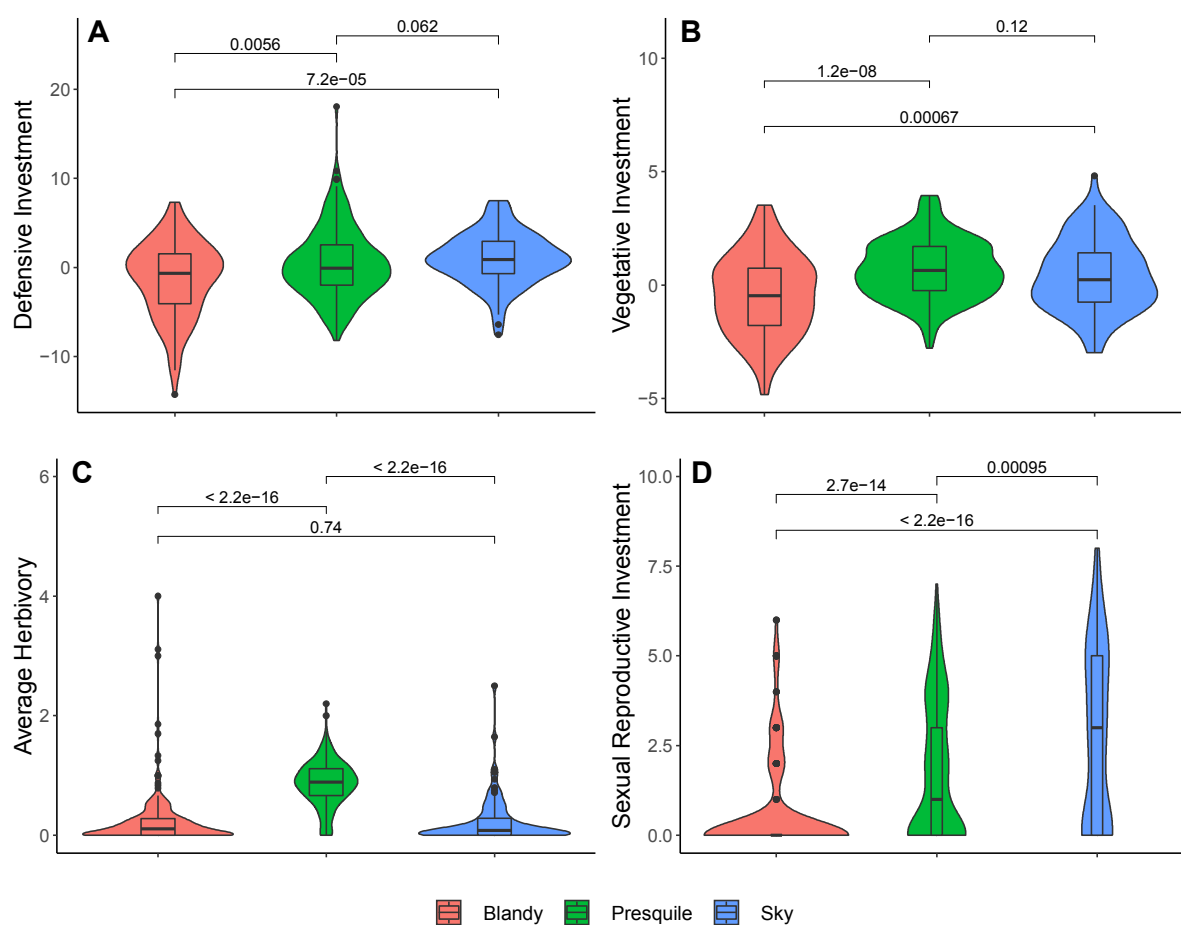 A
0.062
0.0056
7.2e−05
20
10
0
−10
Defensive Investment
B
0.12
1.2e−08
0.00067
10
5
0
−5
Vegetative Investment
C
< 2.2e−16
< 2.2e−16
0.74
6
4
2
0
Average Herbivory
D
0.00095
2.7e−14
< 2.2e−16
10.0
7.5
5.0
2.5
0.0
Sexual Reproductive Investment
Blandy Presquile Sky